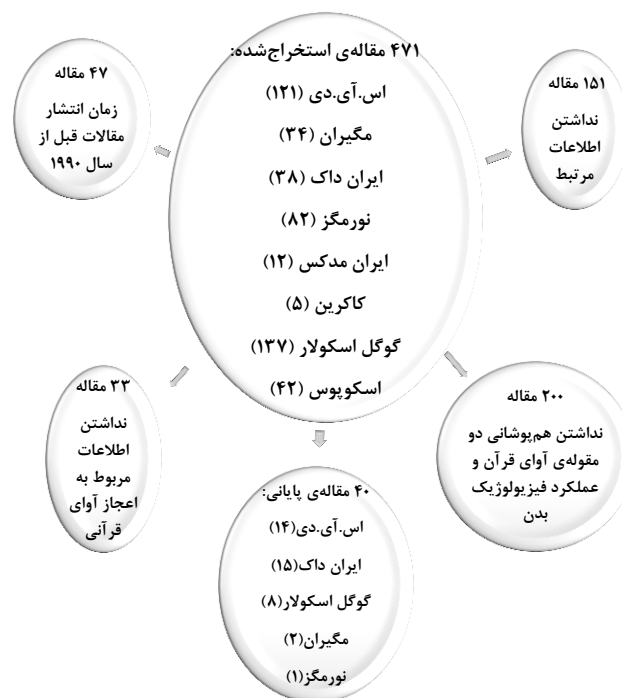 ۴۷۱ مقاله‌ی استخراج‌شده:
اس.آی.دی (۱۲۱)
مگیران (۳۴)
ایران داک (۳۸)
نورمگز (۸۲)
ایران مدکس (۱۲)
کاکرین (۵)
گوگل اسکولار (۱۳۷)
اسکوپوس (۴۲)
۱۵۱ مقاله
نداشتن
اطلاعات
مرتبط
۴۷ مقاله
زمان انتشار
مقالات قبل از
سال ۱۹۹۰
۲۰۰ مقاله
نداشتن هم‌پوشانی دو
مقوله‌ی آوای قرآن و
عملکرد فیزیولوژیک
بدن
۳۳ مقاله
نداشتن
اطلاعات
مربوط به
اعجاز آوای
قرآنی
۴۰ مقاله‌ی پایانی:
اس.آی.دی(۱۴)
ایران داک(۱۵)
گوگل اسکولار(۸)
مگیران(۲)
نورمگز(۱)